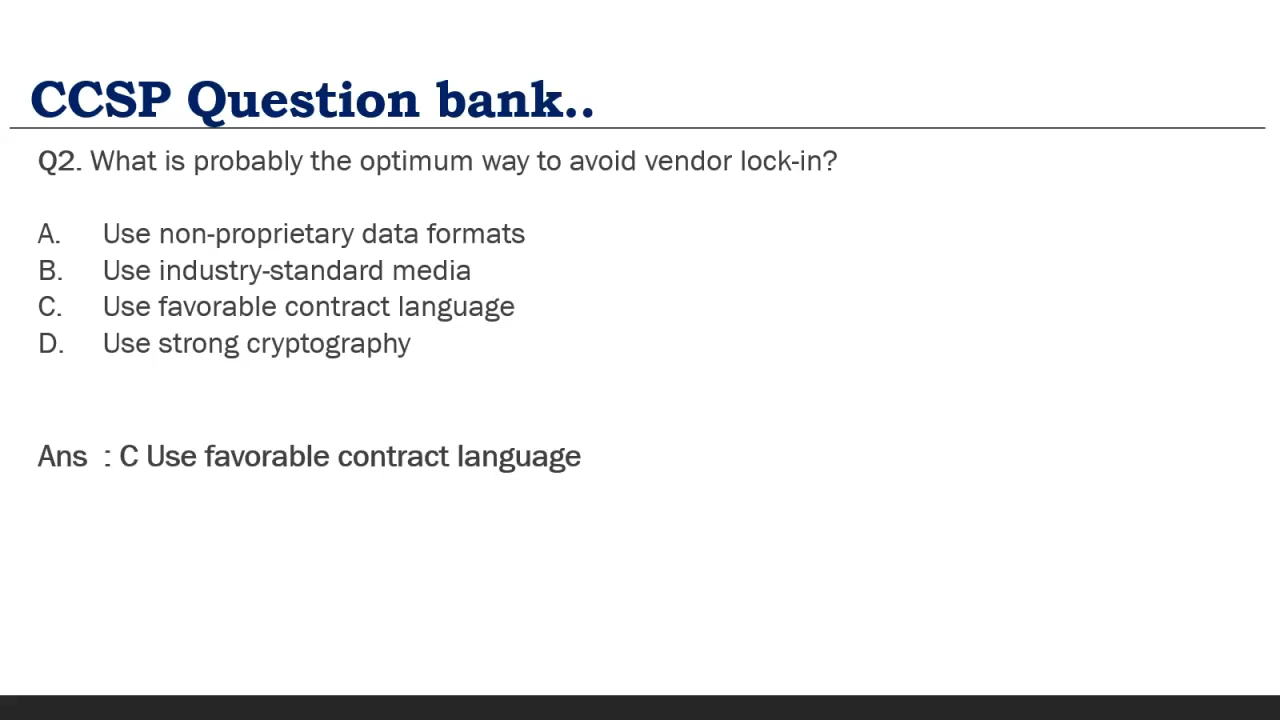 CCSP Question bank..
Q2. What is probably the optimum way to avoid vendor lock-in?
A. Use non-proprietary data formats
B. Use industry-standard media
C. Use favorable contract language
D. Use strong cryptography
Ans : C Use favorable contract language